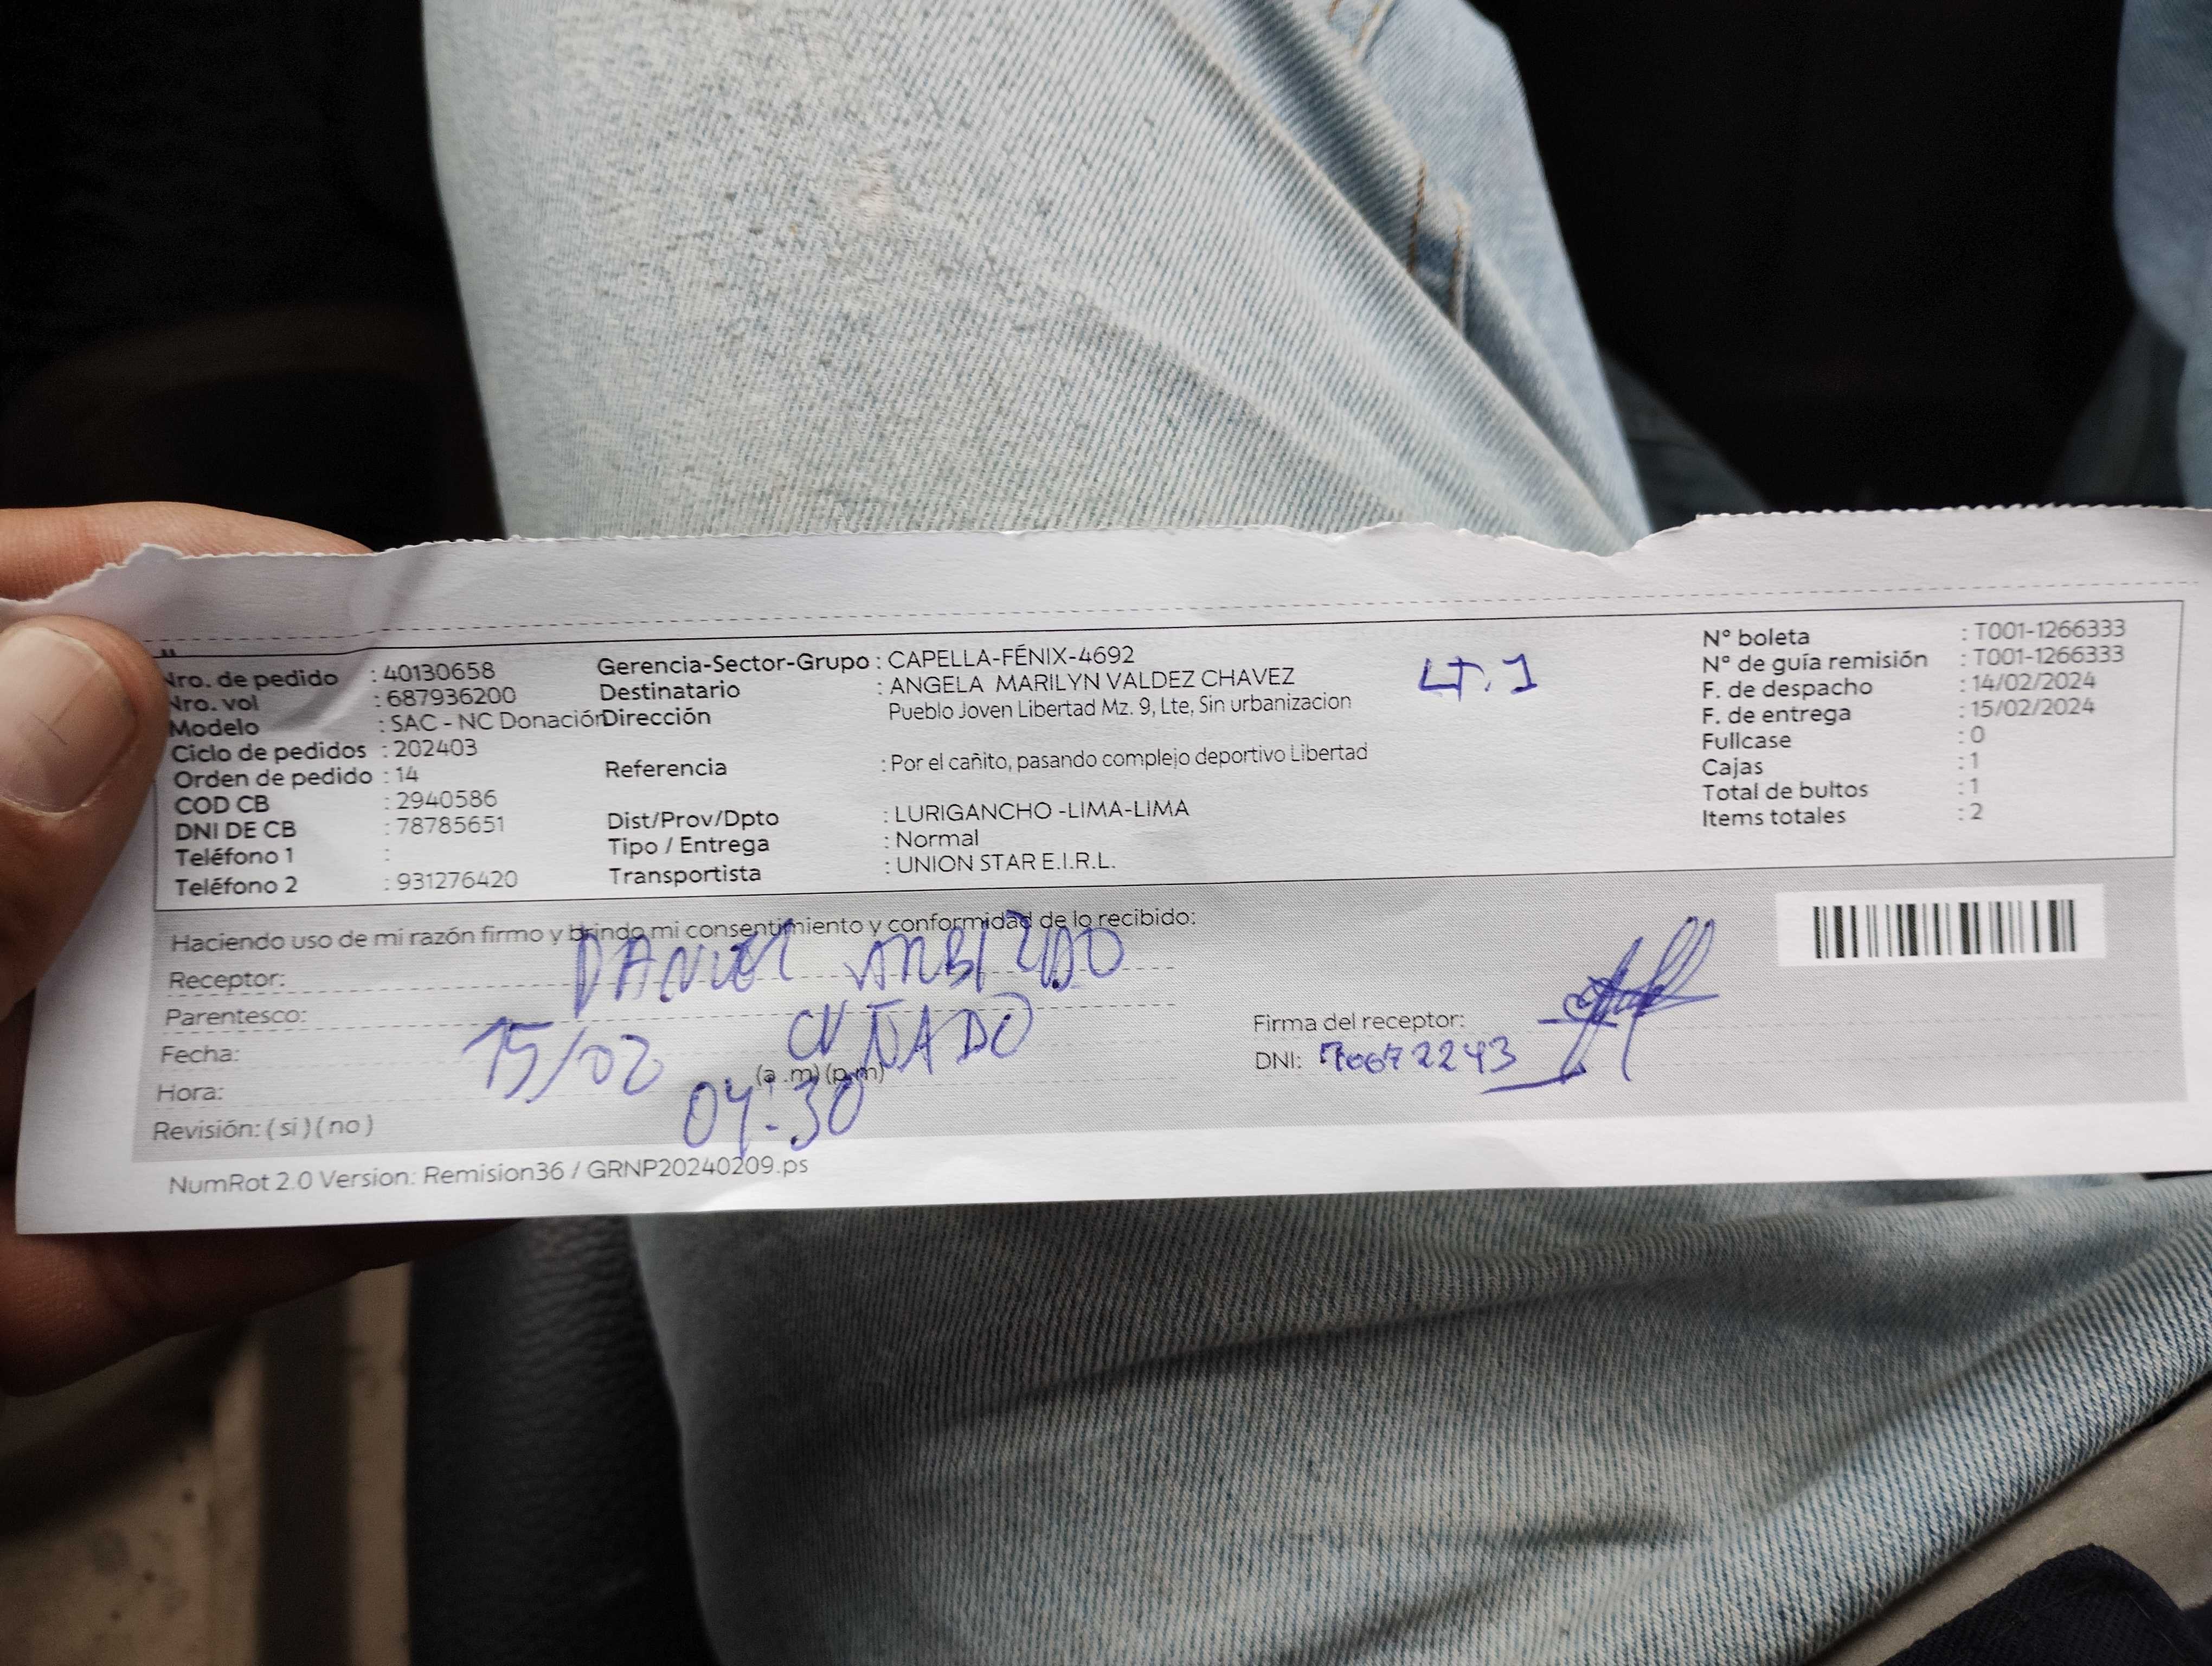 Nro. de pedido : 40130658
Nro. vol : 687936200
Modelo : SAC - NC Donación
Ciclo de pedidos : 202403
Orden de pedido : 14
COD CB : 2940586
DNI DE CB : 78785651
Teléfono 1 :
Teléfono 2 : 931276420
Gerencia-Sector-Grupo : CAPELLA-FÉNIX-4692
Destinatario : ANGELA MARILYN VALDEZ CHAVEZ
Dirección Pueblo Joven Libertad Mz. 9, Lte, Sin urbanizacion
LT. 1
Referencia : Por el cañito, pasando complejo deportivo Libertad
Dist/Prov/Dpto : LURIGANCHO -LIMA-LIMA
Tipo / Entrega : Normal
Transportista : UNION STAR E.I.R.L.
N° boleta : T001-1266333
N° de guía remisión : T001-1266333
F. de despacho : 14/02/2024
F. de entrega : 15/02/2024
Fullcase : 0
Cajas : 1
Total de bultos : 1
Items totales : 2
Haciendo uso de mi razón firmo y brindo mi consentimiento y conformidad de lo recibido:
Receptor: DANIEL
Parentesco: CUÑADO
Fecha: 15/02
Hora: 04:30 (a .m) (p.m)
Revisión: ( si ) ( no )
Firma del receptor:
DNI: 70672243
NumRot 2.0 Version: Remision36 / GRNP20240209.ps